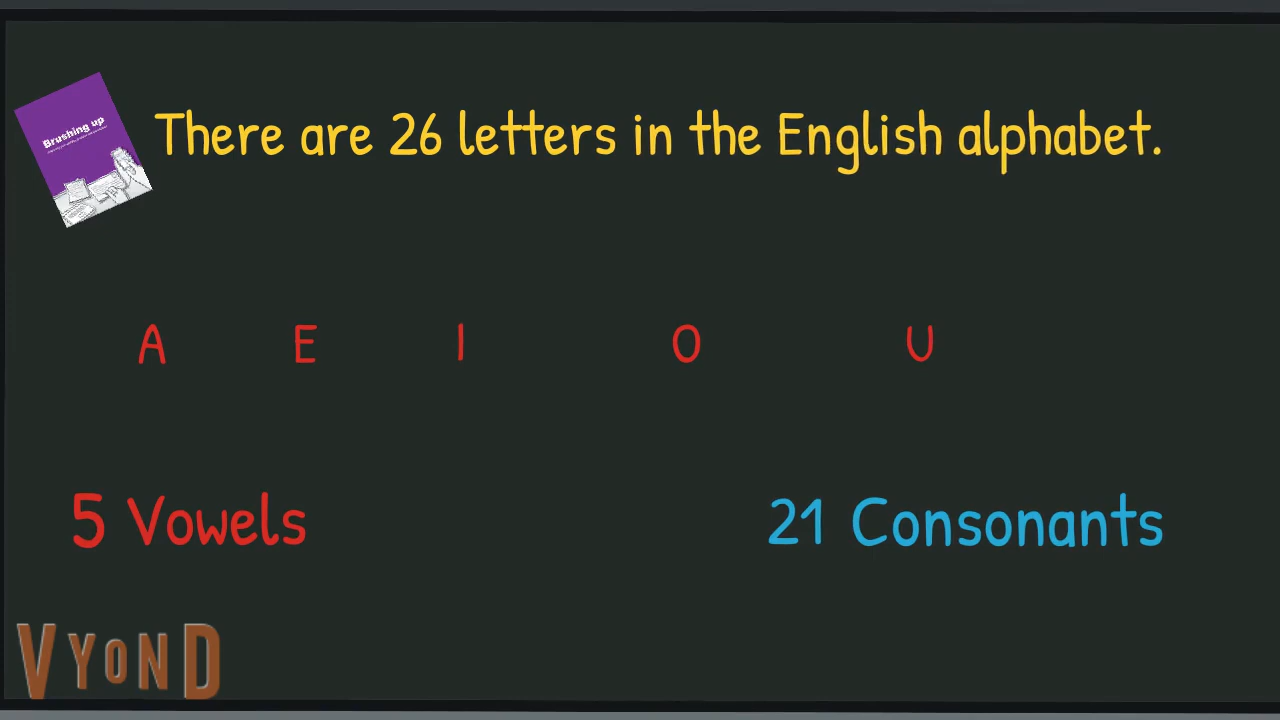 There are 26 letters in the English alphabet.
Brushing up
A E I O U
5 Vowels
21 Consonants
VYOND